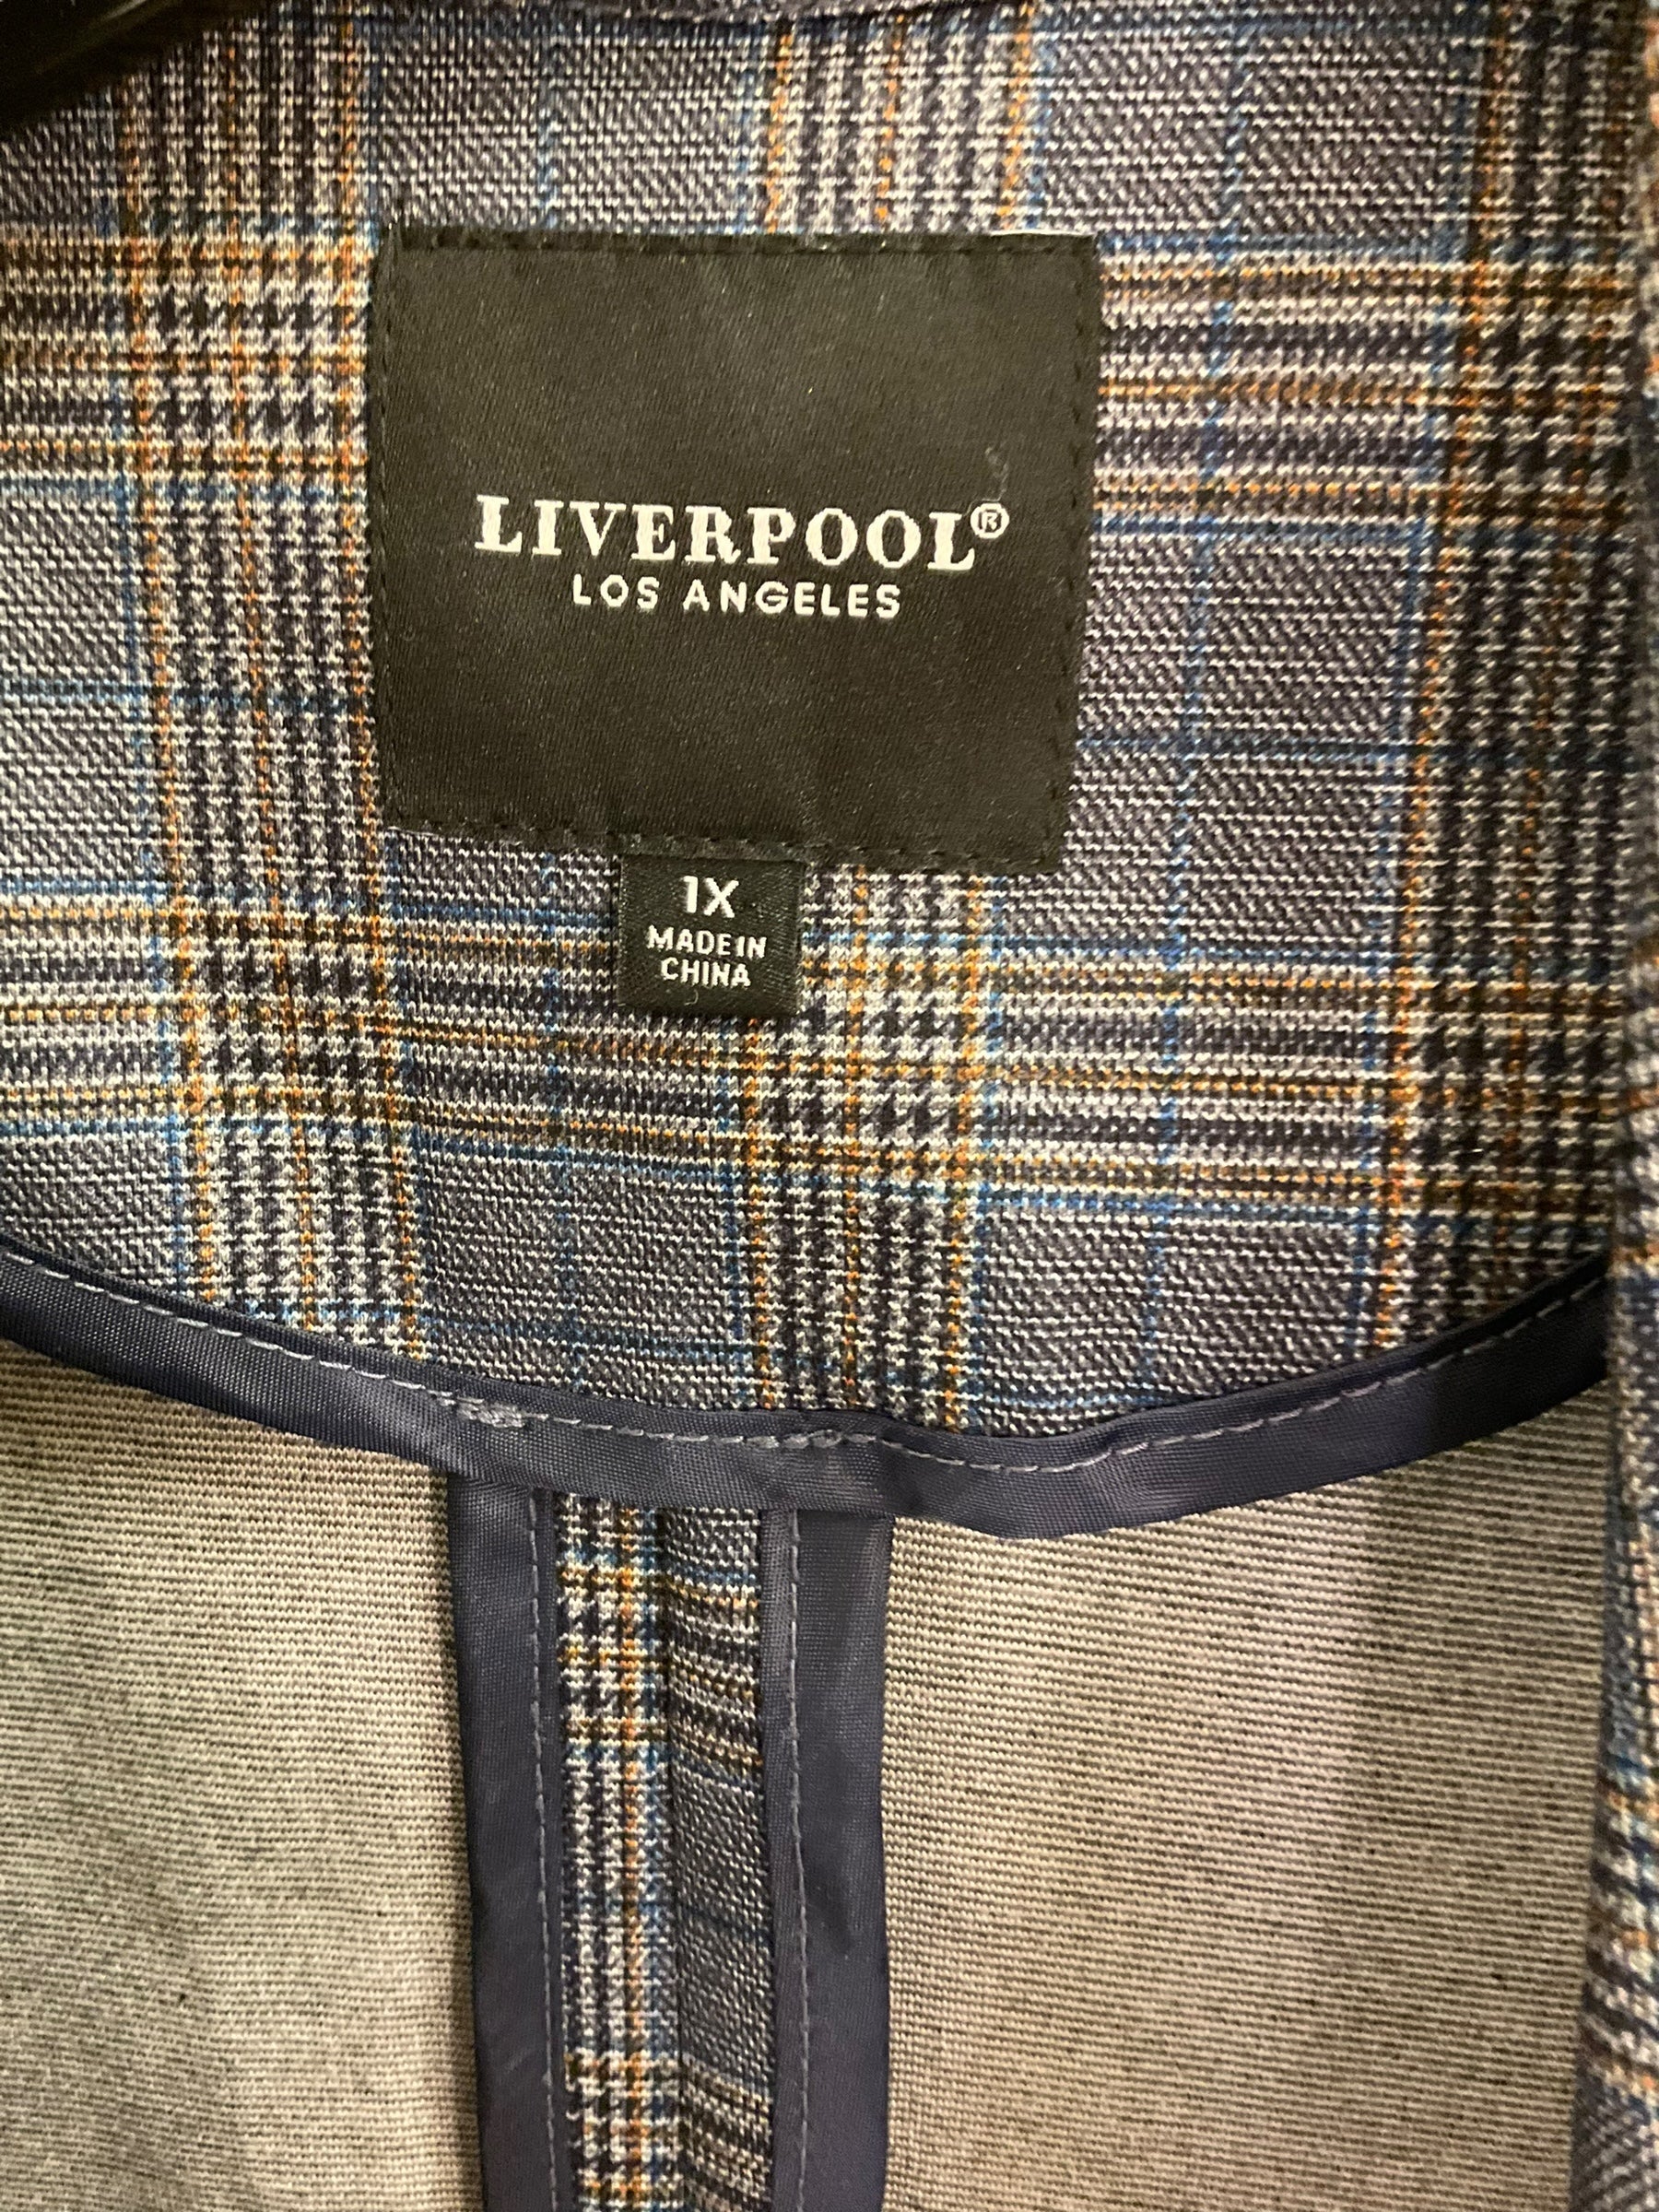 LIVERPOOL®
LOS ANGELES
1X
MADE IN
CHINA